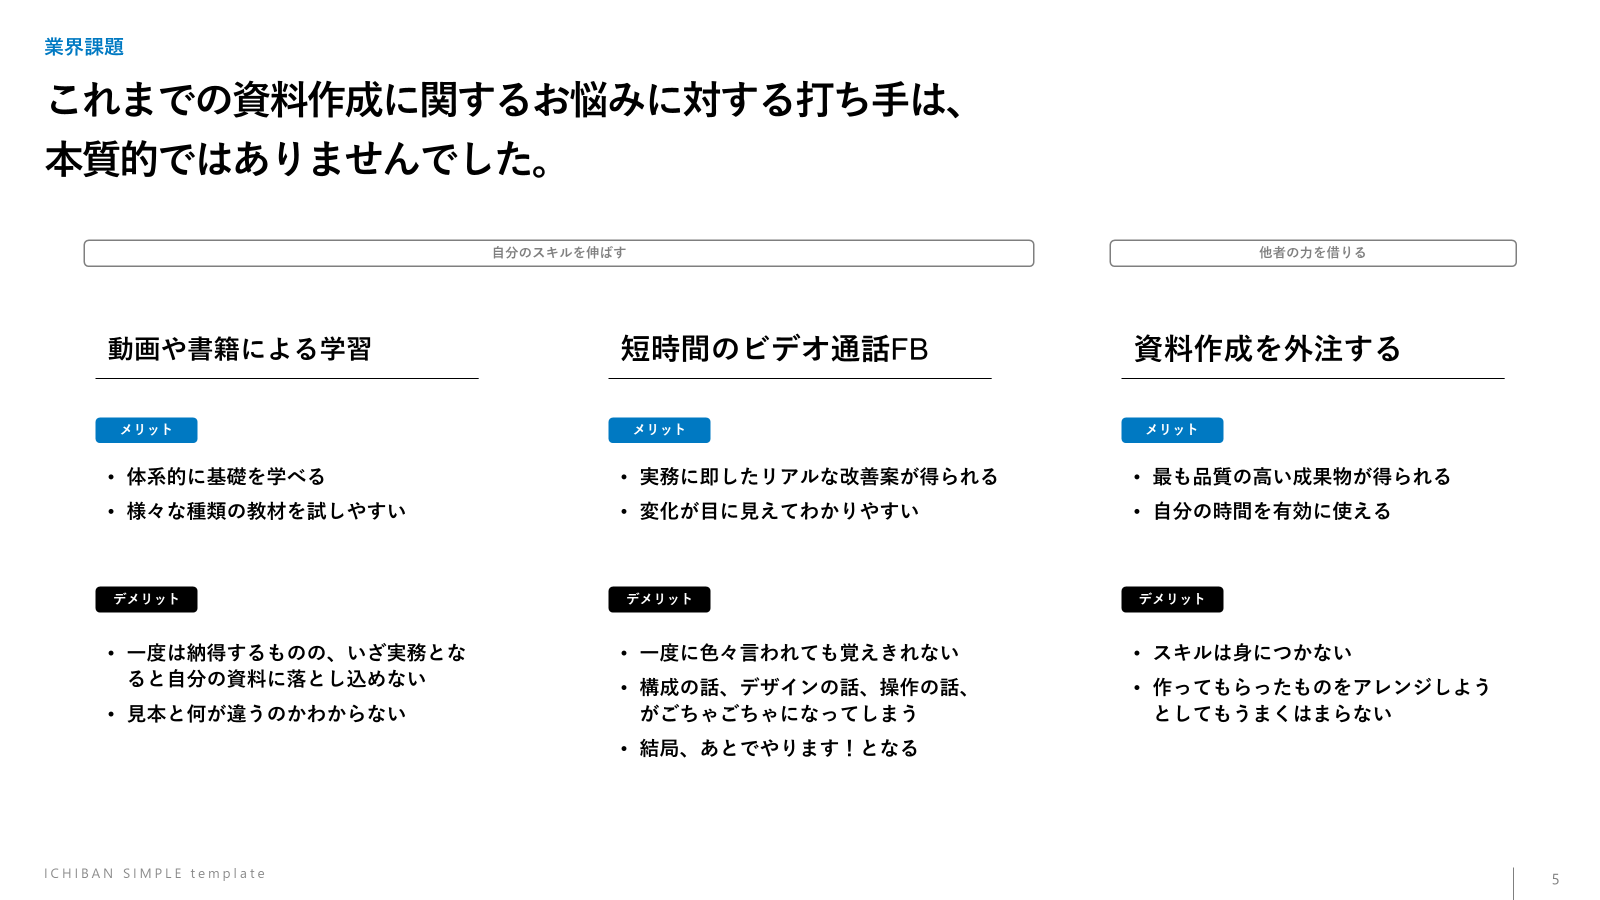 業界課題
これまでの資料作成に関するお悩みに対する打ち手は、
本質的ではありませんでした。
自分のスキルを伸ばす
他者の力を借りる
動画や書籍による学習
メリット
• 体系的に基礎を学べる
• 様々な種類の教材を試しやすい
デメリット
• 一度は納得するものの、いざ実務とな
ると自分の資料に落とし込めない
• 見本と何が違うのかわからない
短時間のビデオ通話FB
メリット
• 実務に即したリアルな改善案が得られる
• 変化が目に見えてわかりやすい
デメリット
• 一度に色々言われても覚えきれない
• 構成の話、デザインの話、操作の話、
がごちゃごちゃになってしまう
• 結局、あとでやります！となる
資料作成を外注する
メリット
• 最も品質の高い成果物が得られる
• 自分の時間を有効に使える
デメリット
• スキルは身につかない
• 作ってもらったものをアレンジしよう
としてもうまくはまらない
ICHIBAN SIMPLE template
5